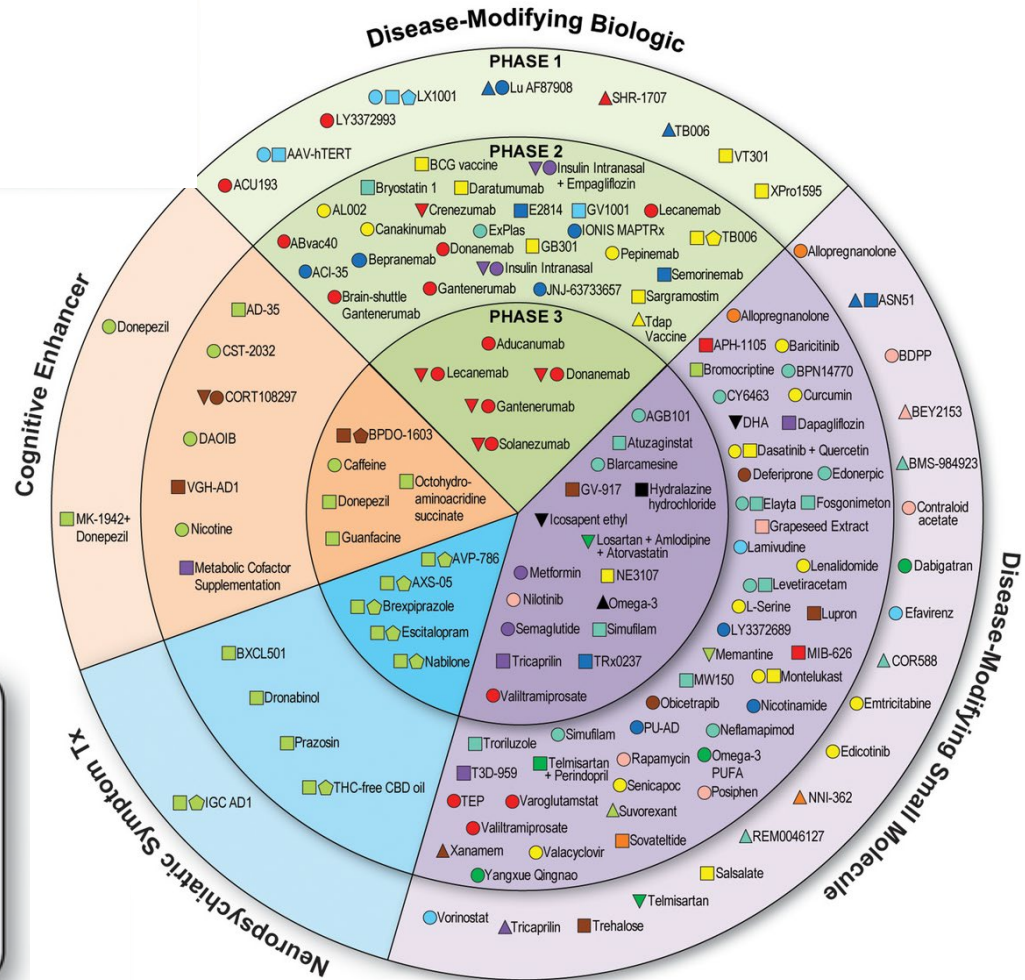 Disease-Modifying Biologic
PHASE 1
Lu AF87908
LX1001
SHR-1707
LY3372993
TB006
AAV-hTERT
VT301
ACU193
XPro1595
PHASE 2
BCG vaccine
Insulin Intranasal
+ Empagliflozin
Bryostatin 1
Daratumumab
AL002
Crenezumab
E2814
GV1001
Lecanemab
Canakinumab
ExPlas
IONIS MAPTRx
TB006
ABvac40
Donanemab
GB301
Pepinemab
Bepranemab
ACI-35
Insulin Intranasal
Semorinemab
Gantenerumab
JNJ-63733657
Brain-shuttle
Gantenerumab
Sargramostim
Tdap
Vaccine
PHASE 3
Aducanumab
Lecanemab
Donanemab
Gantenerumab
Solanezumab
Cognitive Enhancer
Donepezil
MK-1942+
Donepezil
AD-35
CST-2032
CORT108297
DAOIB
VGH-AD1
Nicotine
Metabolic Cofactor
Supplementation
BPDO-1603
Caffeine
Octohydro-
aminoacridine
succinate
Donepezil
Guanfacine
Neuropsychiatric Symptom Tx
IGC AD1
BXCL501
Dronabinol
Prazosin
THC-free CBD oil
AVP-786
AXS-05
Brexpiprazole
Escitalopram
Nabilone
Disease-Modifying Small Molecule
AGB101
Atuzaginstat
Blarcamesine
GV-917
Hydralazine
hydrochloride
Icosapent ethyl
Losartan + Amlodipine
+ Atorvastatin
Metformin
NE3107
Nilotinib
Omega-3
Semaglutide
Simufilam
Tricaprilin
TRx0237
Valiltramiprosate
Allopregnanolone
APH-1105
Baricitinib
Bromocriptine
BPN14770
CY6463
Curcumin
DHA
Dapagliflozin
Dasatinib + Quercetin
Deferiprone
Edonerpic
Elayta
Fosgonimeton
Grapeseed Extract
Lamivudine
Lenalidomide
Levetiracetam
L-Serine
Lupron
LY3372689
Memantine
MIB-626
MW150
Montelukast
Obicetrapib
Nicotinamide
PU-AD
Neflamapimod
Simufilam
Troriluzole
Telmisartan
+ Perindopril
Rapamycin
Omega-3
PUFA
T3D-959
Senicapoc
Posiphen
TEP
Varoglutamstat
Suvorexant
Valiltramiprosate
Sovateltide
Xanamem
Valacyclovir
Yangxue Qingnao
Allopregnanolone
ASN51
BDPP
BEY2153
BMS-984923
Contraloid
acetate
Dabigatran
Efavirenz
COR588
Emtricitabine
Edicotinib
NNI-362
REM0046127
Salsalate
Telmisartan
Trehalose
Tricaprilin
Vorinostat